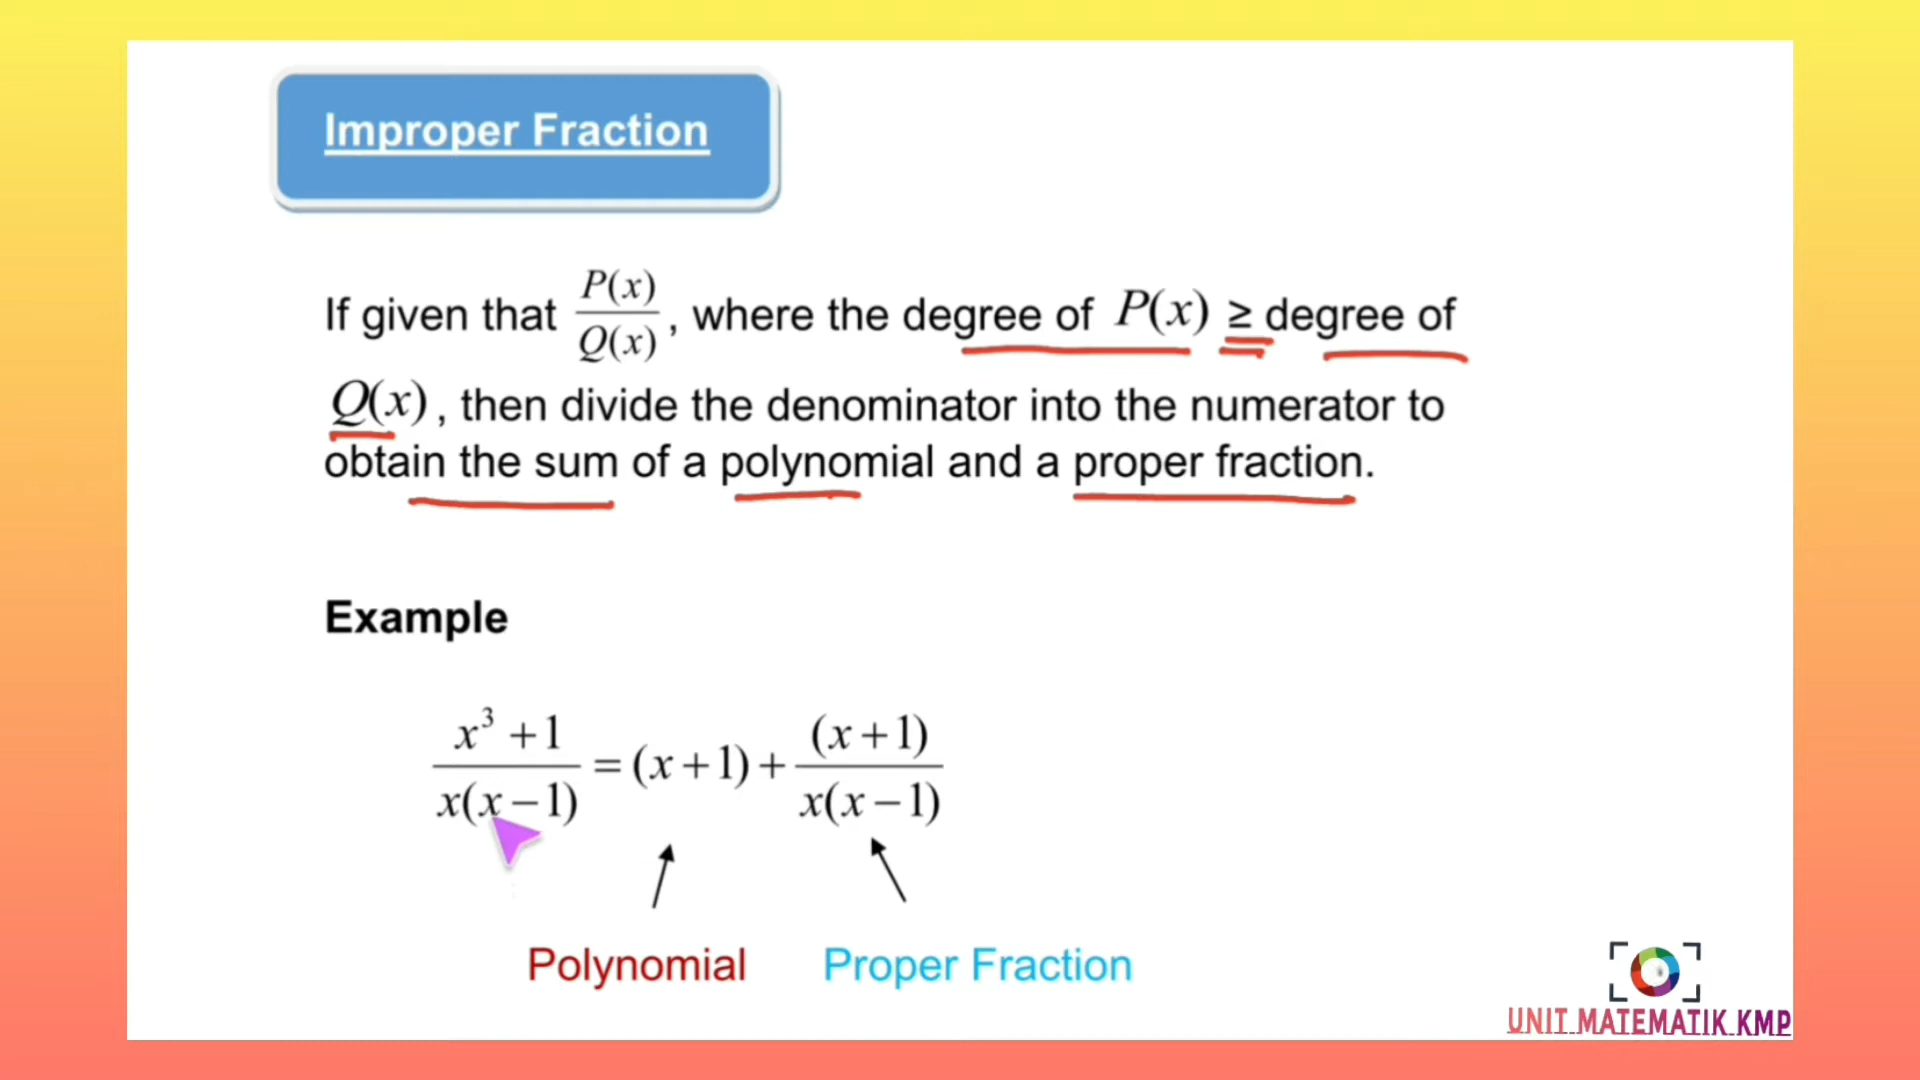 Improper Fraction
If given that P(x)/Q(x), where the degree of P(x) ≥ degree of
Q(x), then divide the denominator into the numerator to
obtain the sum of a polynomial and a proper fraction.
Example
x³+1/x(x−1) = (x+1) + (x+1)/x(x−1)
Polynomial Proper Fraction
UNIT MATEMATIK KMP